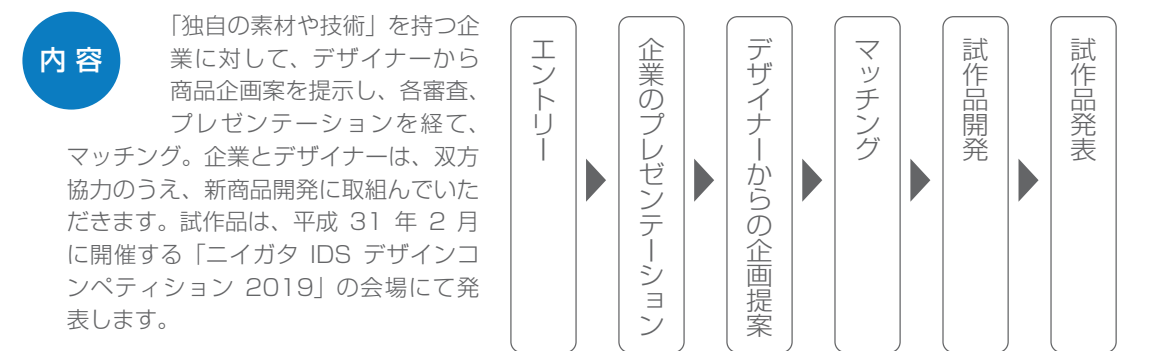 内容
「独自の素材や技術」を持つ企
業に対して、デザイナーから
商品企画案を提示し、各審査、
プレゼンテーションを経て、
マッチング。企業とデザイナーは、双方
協力のうえ、新商品開発に取組んでいた
だきます。試作品は、平成 31 年 2 月
に開催する「ニイガタ IDS デザインコ
ンペティション 2019」の会場にて発
表します。
エントリー
企業のプレゼンテーション
デザイナーからの企画提案
マッチング
試作品開発
試作品発表